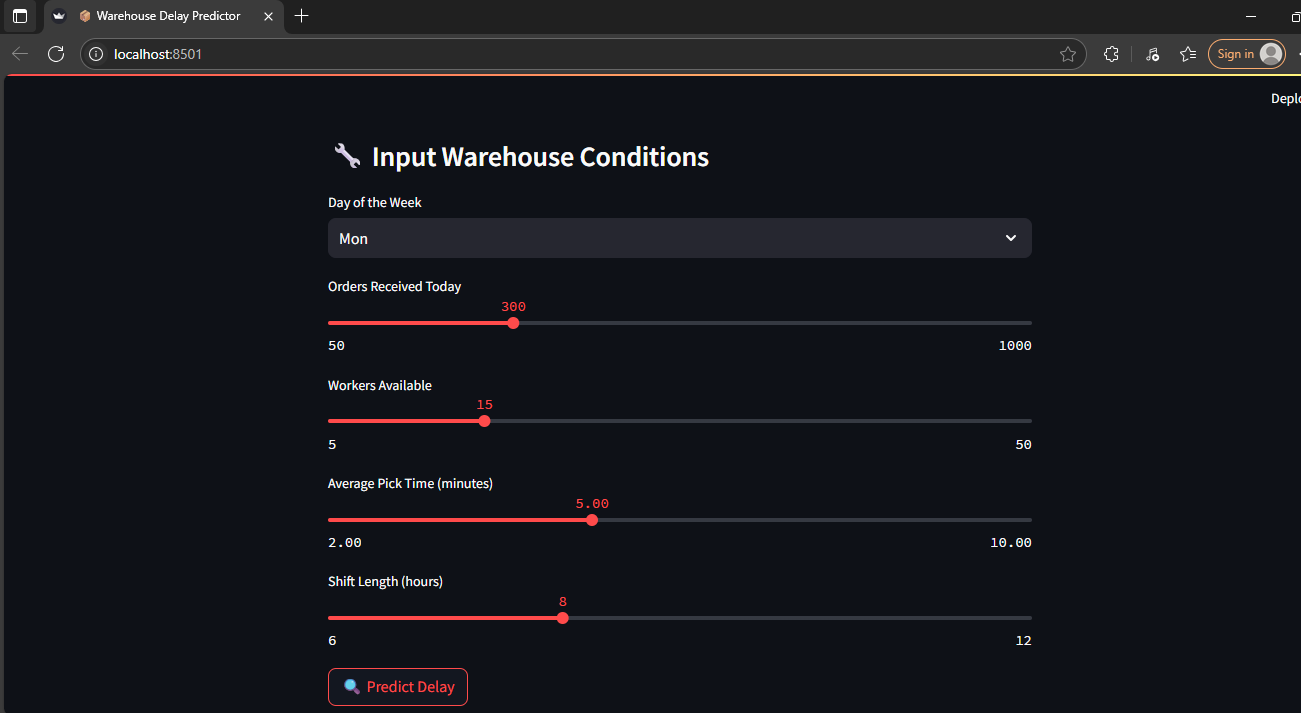 Warehouse Delay Predictor
localhost:8501
Sign in
Deplo
Input Warehouse Conditions
Day of the Week
Mon
Orders Received Today
300
50 1000
Workers Available
15
5 50
Average Pick Time (minutes)
5.00
2.00 10.00
Shift Length (hours)
8
6 12
Predict Delay